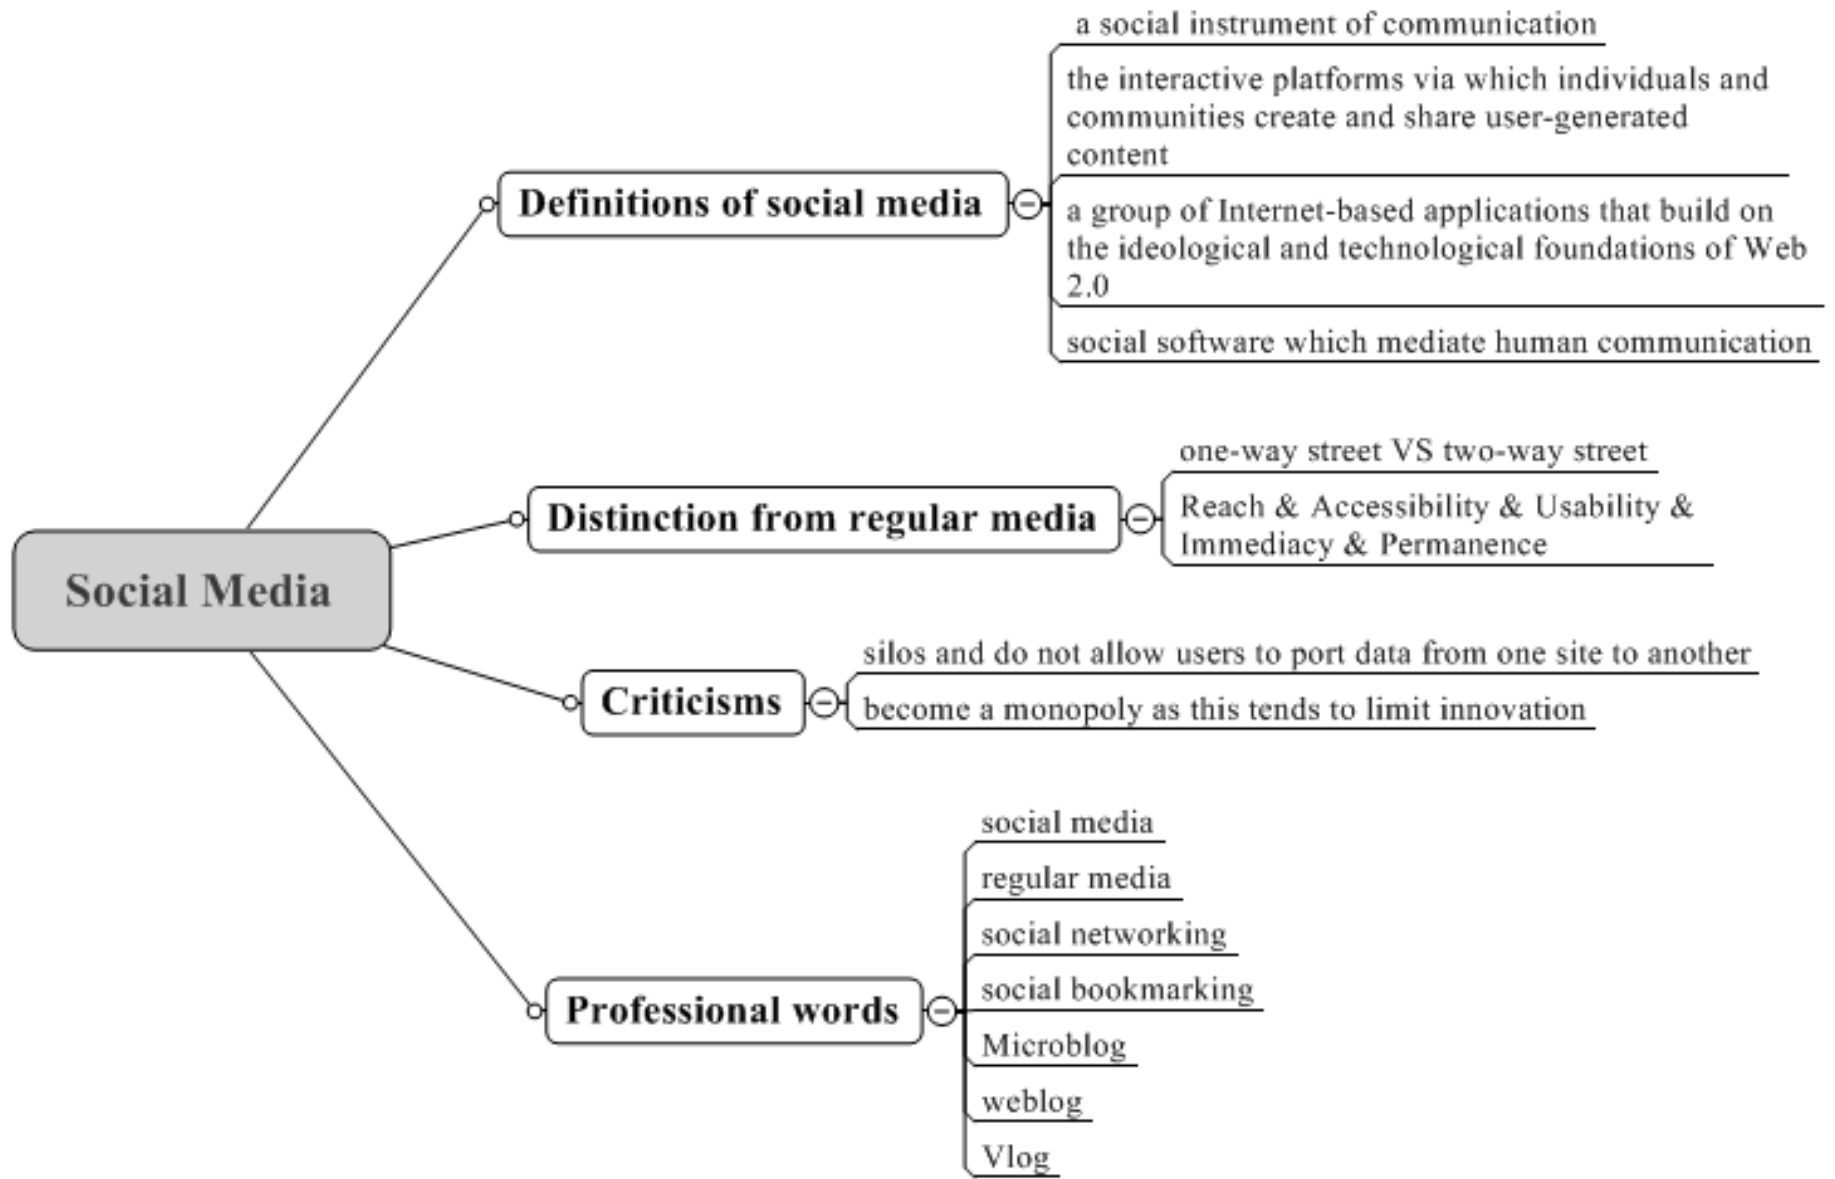 a social instrument of communication
the interactive platforms via which individuals and
communities create and share user-generated
content
Definitions of social media
a group of Internet-based applications that build on
the ideological and technological foundations of Web
2.0
social software which mediate human communication
one-way street VS two-way street
Distinction from regular media
Reach & Accessibility & Usability &
Immediacy & Permanence
Social Media
silos and do not allow users to port data from one site to another
Criticisms
become a monopoly as this tends to limit innovation
social media
regular media
social networking
social bookmarking
Professional words
Microblog
weblog
Vlog